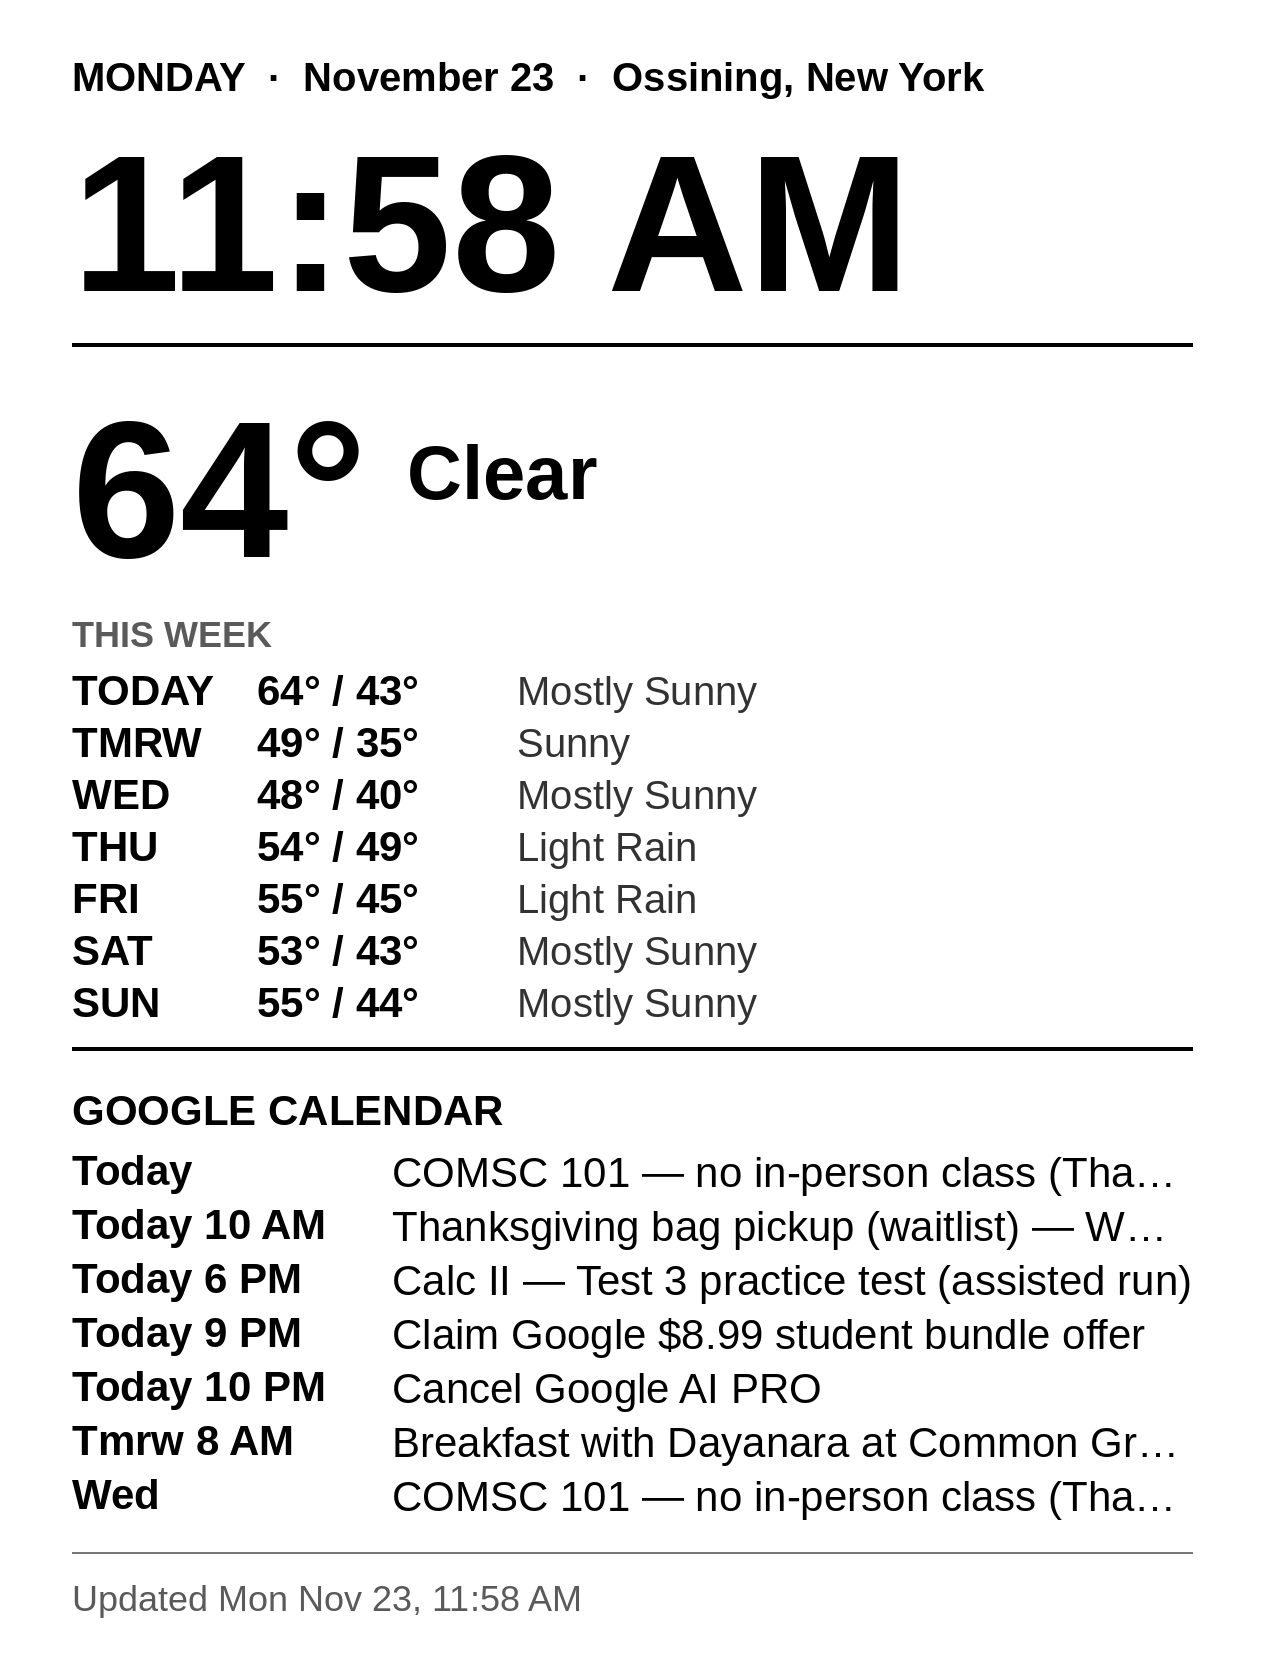 MONDAY · November 23 · Ossining, New York
11:58 AM
64° Clear
THIS WEEK
TODAY 64° / 43° Mostly Sunny
TMRW 49° / 35° Sunny
WED 48° / 40° Mostly Sunny
THU 54° / 49° Light Rain
FRI 55° / 45° Light Rain
SAT 53° / 43° Mostly Sunny
SUN 55° / 44° Mostly Sunny
GOOGLE CALENDAR
Today COMSC 101 — no in-person class (Tha…
Today 10 AM Thanksgiving bag pickup (waitlist) — W…
Today 6 PM Calc II — Test 3 practice test (assisted run)
Today 9 PM Claim Google $8.99 student bundle offer
Today 10 PM Cancel Google AI PRO
Tmrw 8 AM Breakfast with Dayanara at Common Gr…
Wed COMSC 101 — no in-person class (Tha…
Updated Mon Nov 23, 11:58 AM